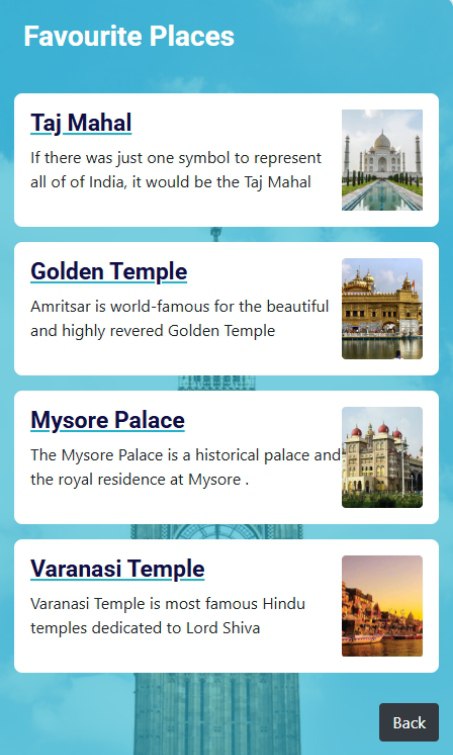 Favourite Places
Taj Mahal
If there was just one symbol to represent
all of of India, it would be the Taj Mahal
Golden Temple
Amritsar is world-famous for the beautiful
and highly revered Golden Temple
Mysore Palace
The Mysore Palace is a historical palace and
the royal residence at Mysore .
Varanasi Temple
Varanasi Temple is most famous Hindu
temples dedicated to Lord Shiva
Back